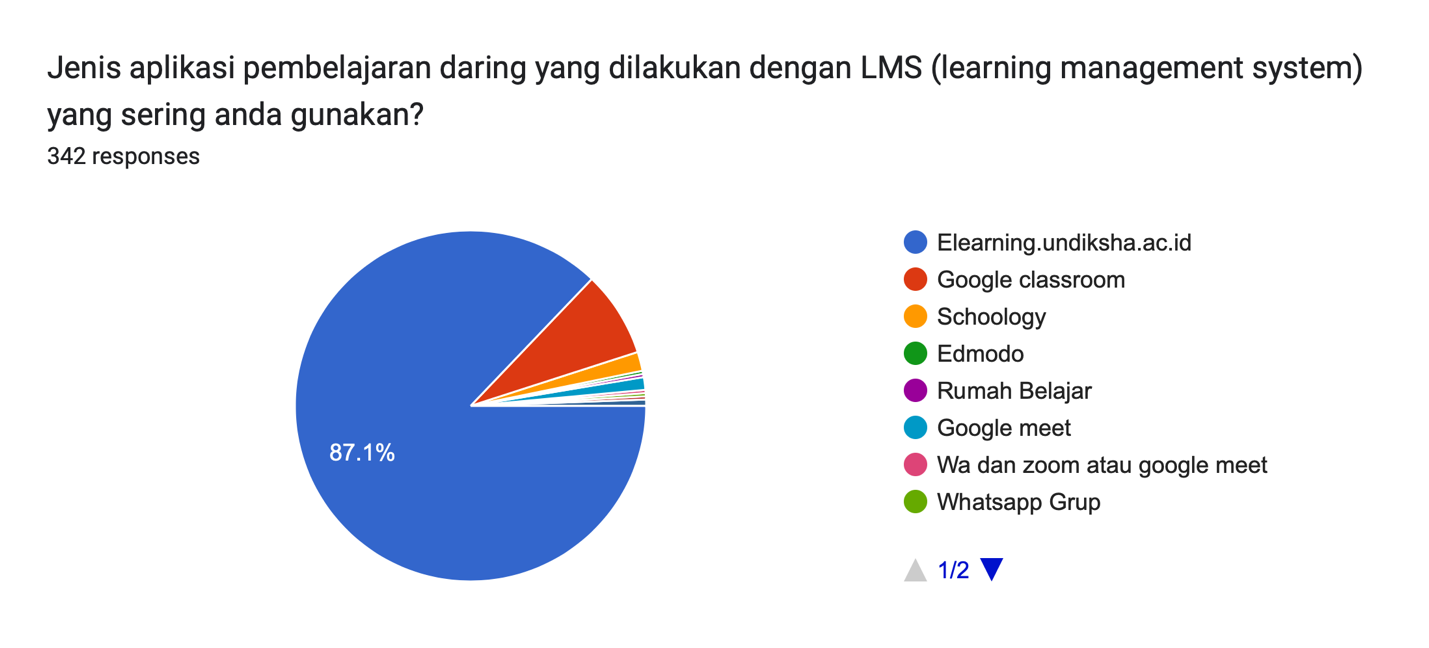 Jenis aplikasi pembelajaran daring yang dilakukan dengan LMS (learning management system)
yang sering anda gunakan?
342 responses
87.1%
Elearning.undiksha.ac.id
Google classroom
Schoology
Edmodo
Rumah Belajar
Google meet
Wa dan zoom atau google meet
Whatsapp Grup
1/2